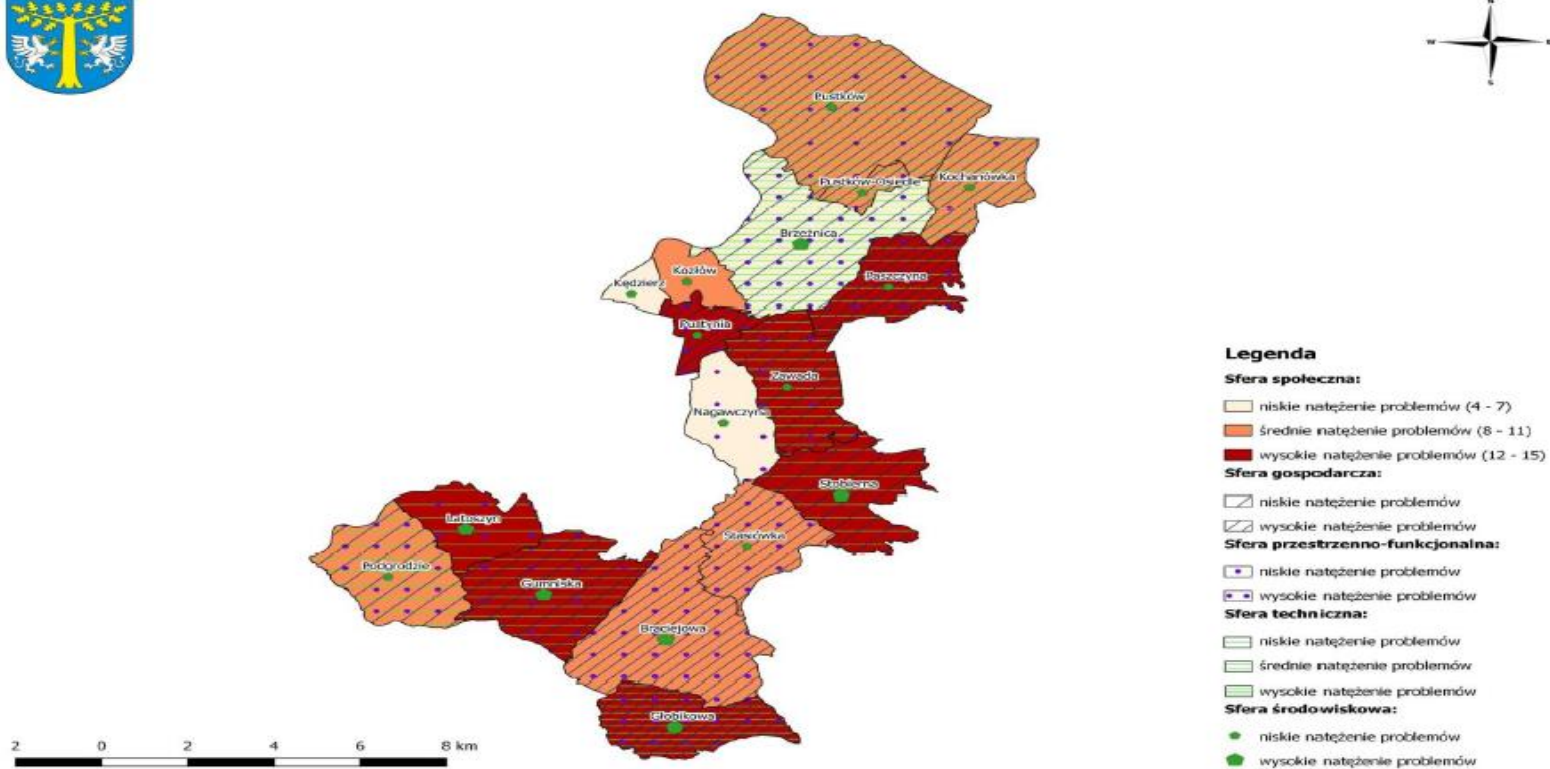 N
W
S
Pustków
Pustków-Osiedle
Kochanówka
Brzeźnica
Paszczyna
Kozłów
Kędzierz
Pustynia
Zawada
Nagawczyna
Stobierna
Latoszyn
Stasiówka
Podgrodzie
Gumniska
Braciejowa
Głobikowa
Legenda
Sfera społeczna:
niskie natężenie problemów (4 - 7)
średnie natężenie problemów (8 - 11)
wysokie natężenie problemów (12 - 15)
Sfera gospodarcza:
niskie natężenie problemów
wysokie natężenie problemów
Sfera przestrzenno-funkcjonalna:
niskie natężenie problemów
wysokie natężenie problemów
Sfera techniczna:
niskie natężenie problemów
średnie natężenie problemów
wysokie natężenie problemów
Sfera środowiskowa:
niskie natężenie problemów
wysokie natężenie problemów
2 0 2 4 6 8 km